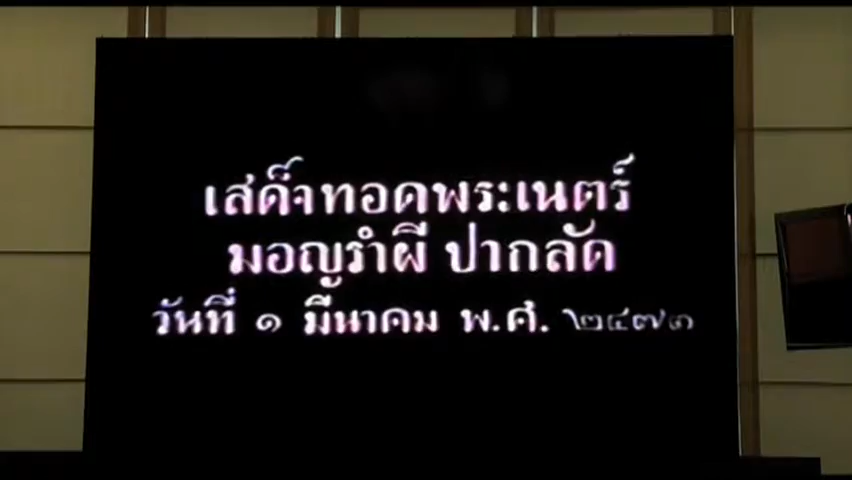 เสด็จทอดพระเนตร์
มอญรำผี ปากลัด
วันที่ ๑ มีนาคม พ.ศ. ๒๔๗๓